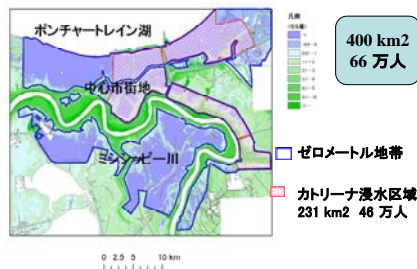 ポンチャートレイン湖
中心市街地
ミシシッピー川
凡例
400 km2
66 万人
ゼロメートル地帯
カトリーナ浸水区域
231 km2 46 万人
0 2.5 5 10 km